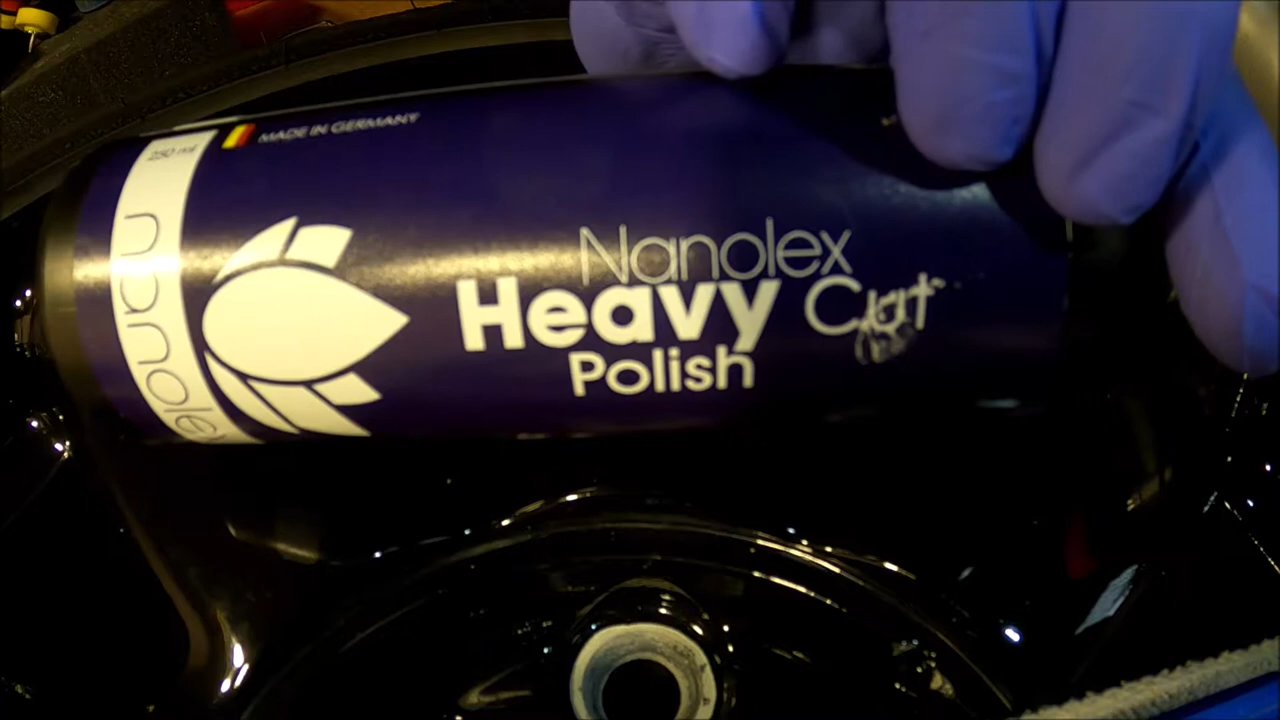 250 ml
MADE IN GERMANY
nanolex
Nanolex
Heavy Cut
Polish